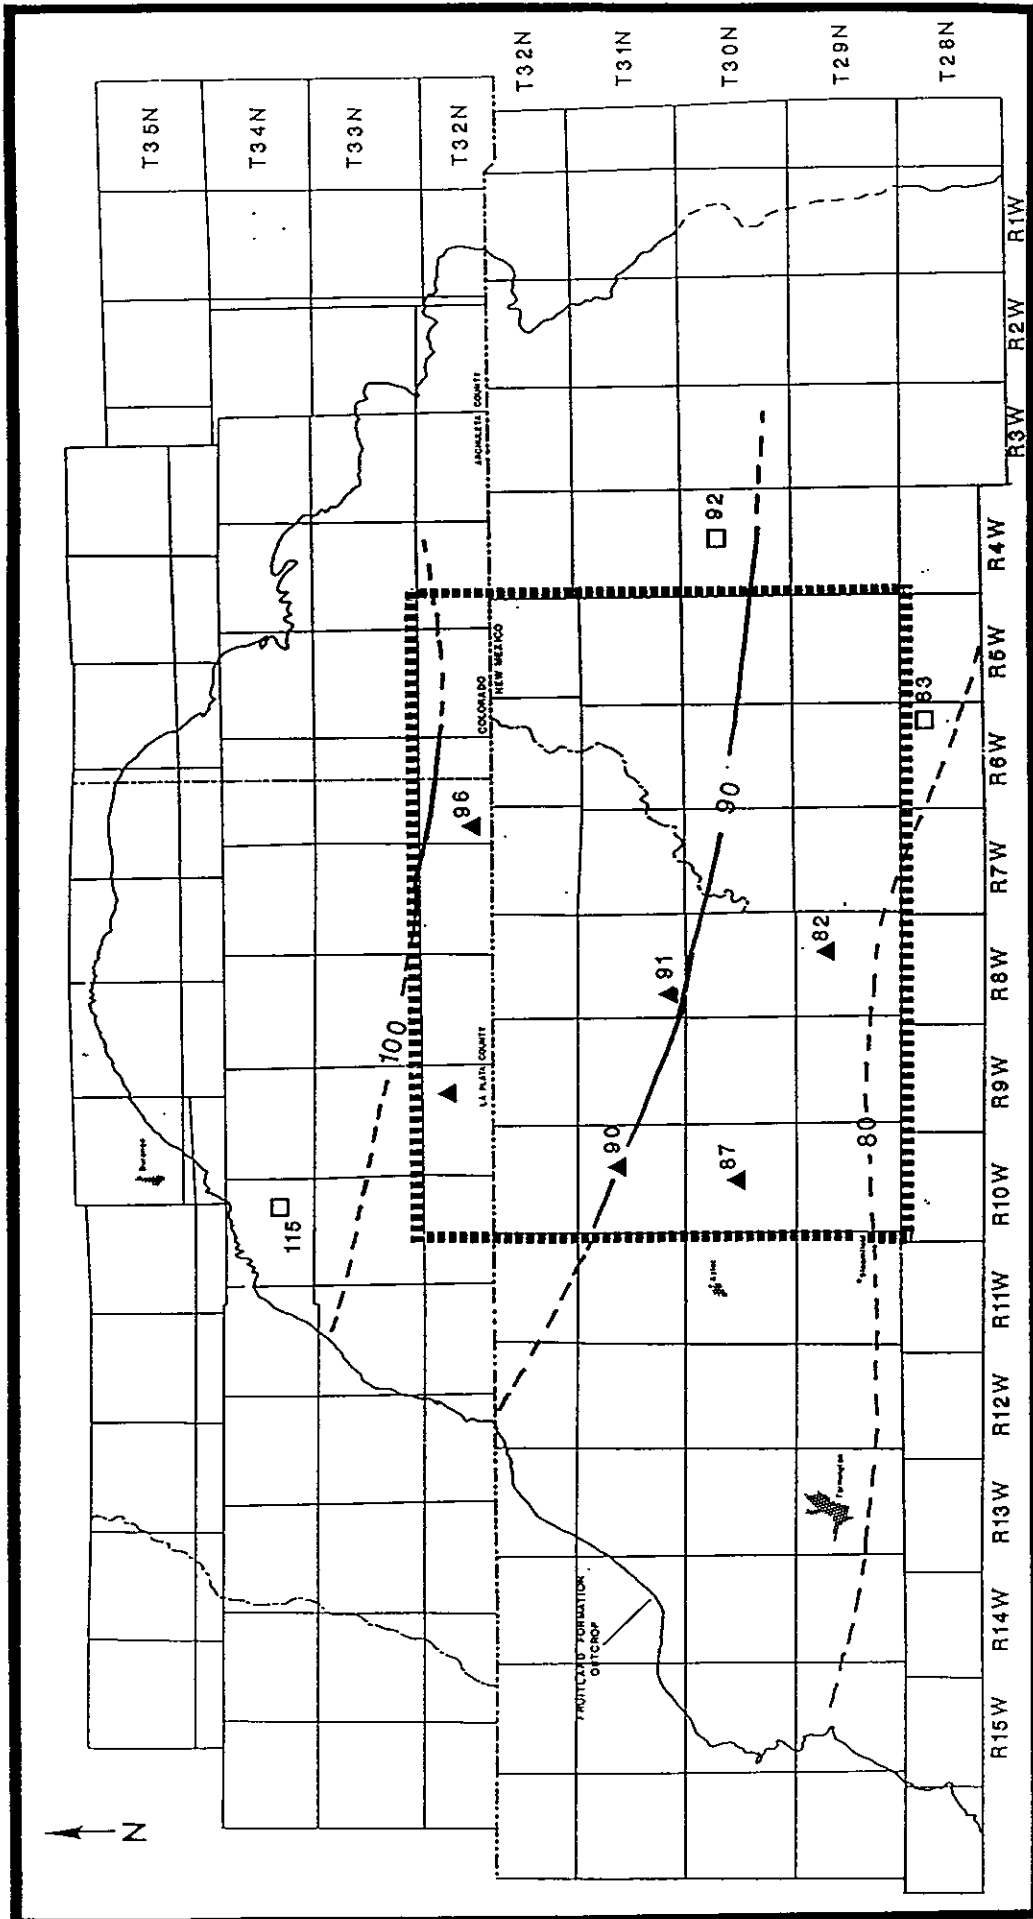 T35N
T34N
T33N
T32N
T32N
T31N
T30N
T29N
T28N
R15W
R14W
R13W
R12W
R11W
R10W
R9W
R8W
R7W
R6W
R5W
R4W
R3W
R2W
R1W
N
Durango
115
100
96
LA PLATA COUNTY
ARCHULETA COUNTY
COLORADO
NEW MEXICO
90
91
90
92
87
82
80
83
Aztec
Bloomfield
Farmington
FRUITLAND FORMATION
OUTCROP